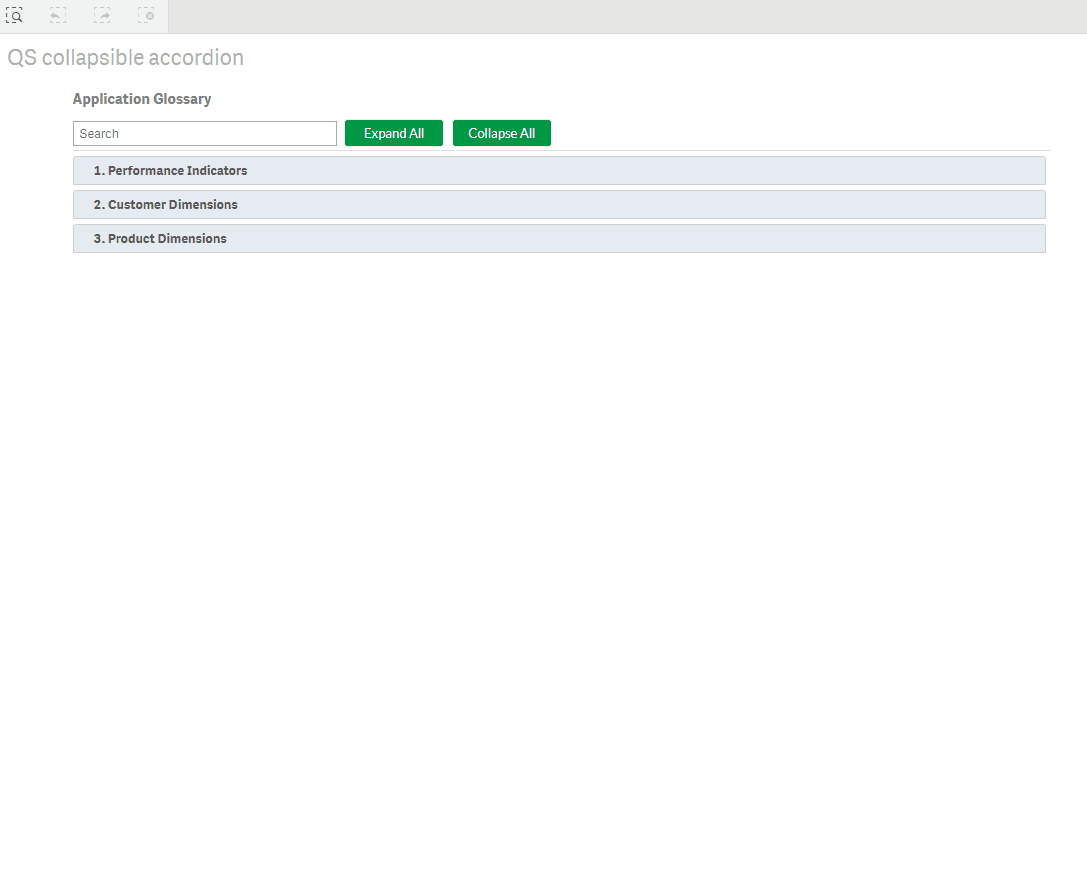 QS collapsible accordion
Application Glossary
Search
Expand All
Collapse All
1. Performance Indicators
2. Customer Dimensions
3. Product Dimensions